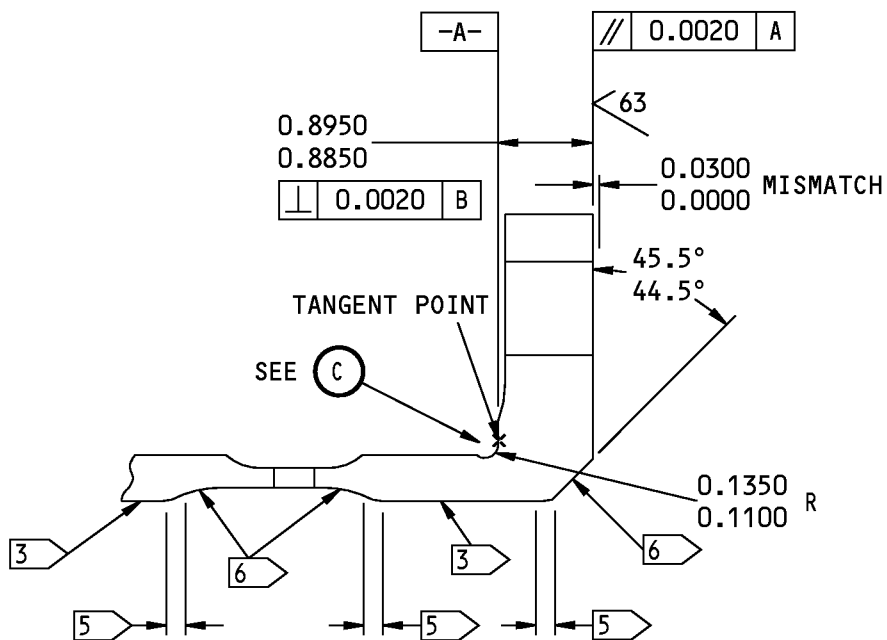 -A-
// 0.0020 A
63
0.8950
0.8850
0.0300
0.0000 MISMATCH
⊥ 0.0020 B
45.5°
44.5°
TANGENT POINT
SEE C
0.1350
0.1100 R
3
6
3
6
5
5
5